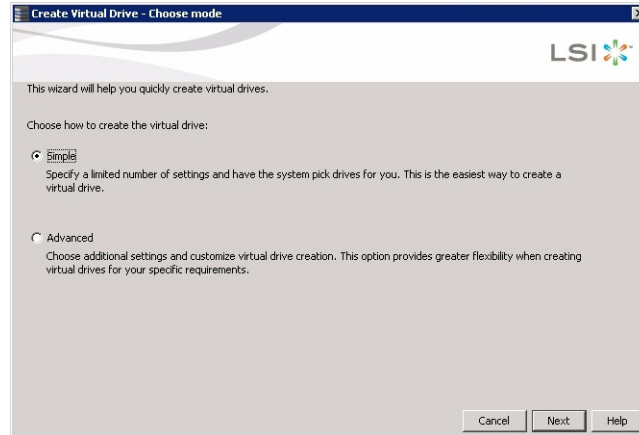 Create Virtual Drive - Choose mode
LSI
This wizard will help you quickly create virtual drives.
Choose how to create the virtual drive:
Simple
Specify a limited number of settings and have the system pick drives for you. This is the easiest way to create a
virtual drive.
Advanced
Choose additional settings and customize virtual drive creation. This option provides greater flexibility when creating
virtual drives for your specific requirements.
Cancel Next Help